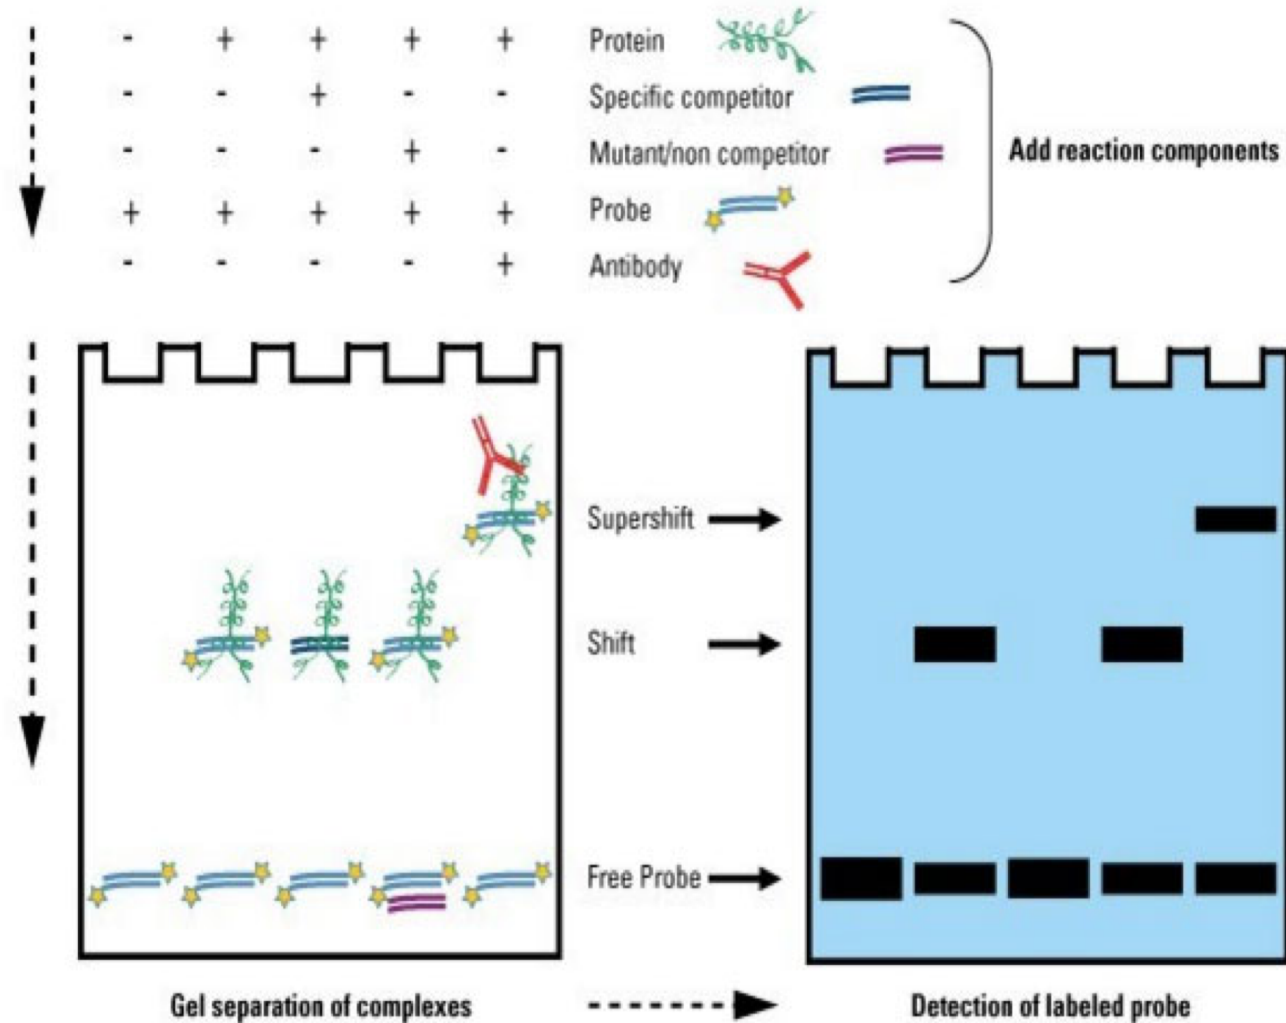 - + + + + Protein
- - + - - Specific competitor
- - - + - Mutant/non competitor
Add reaction components
+ + + + + Probe
- - - - + Antibody
Supershift
Shift
Free Probe
Gel separation of complexes
Detection of labeled probe